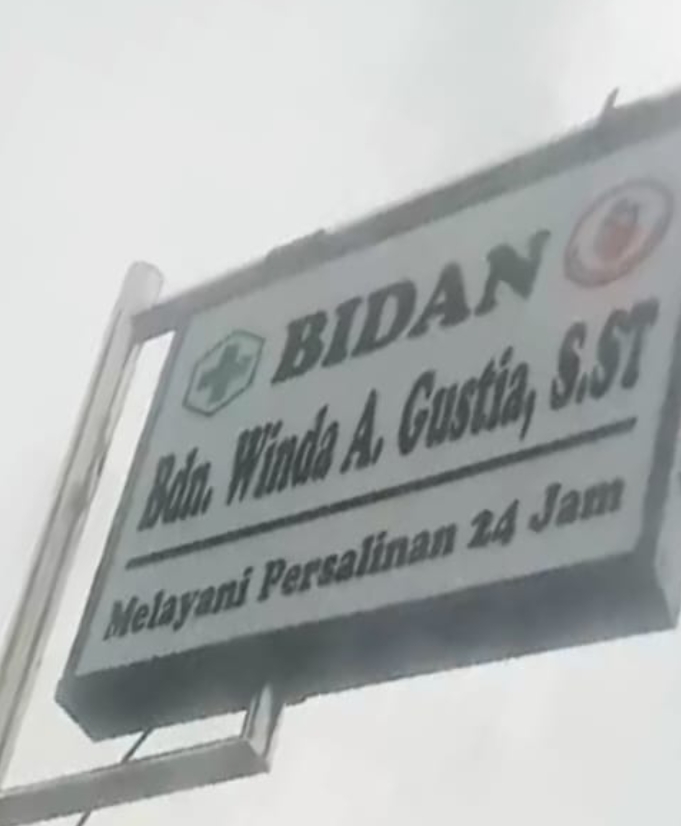 BIDAN
Bdn. Winda A. Gustia, S.ST
Melayani Persalinan 24 Jam